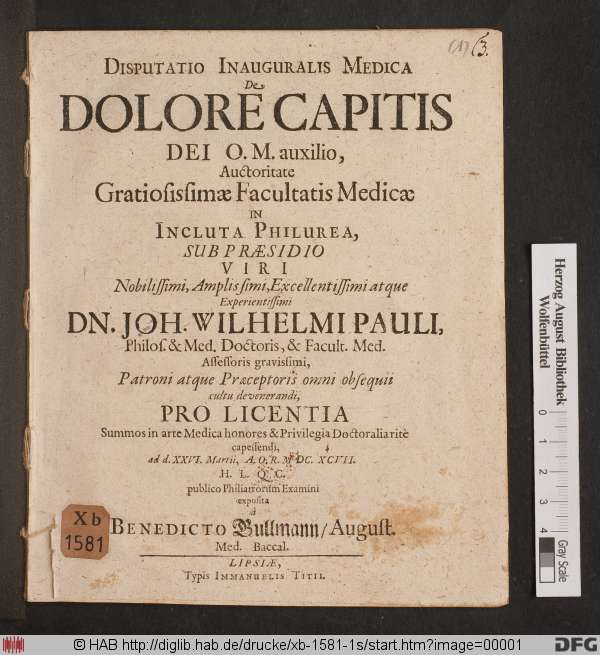 (1) (3.
DISPUTATIO INAUGURALIS MEDICA
De
DOLORE CAPITIS
DEI O. M. auxilio,
Auctoritate
Gratiosissimæ Facultatis Medicæ
IN
INCLUTA PHILUREA,
SUB PRÆSIDIO
VIRI
Nobilissimi, Amplissimi, Excellentissimi atque
Experientissimi
DN. JOH. WILHELMI PAULI,
Philos. & Med. Doctoris, & Facult. Med.
Assessoris gravissimi,
Patroni atque Præceptoris omni obsequii
cultu devenerandi,
PRO LICENTIA
Summos in arte Medica honores & Privilegia Doctoralia ritè
capessendi,
ad d. XXVI. Martii, A. O. R. M DC. XCVII.
H. L. Q. C.
publico Philiatrorum Examini
exposita
à
BENEDICTO Gullmann/ August.
Med. Baccal.
LIPSIÆ,
Typis IMMANUELIS TITII.
Xb
1581
Herzog August Bibliothek
Wolfenbüttel
0 1 2 3 4
Gray Scale
© HAB http://diglib.hab.de/drucke/xb-1581-1s/start.htm?image=00001
DFG